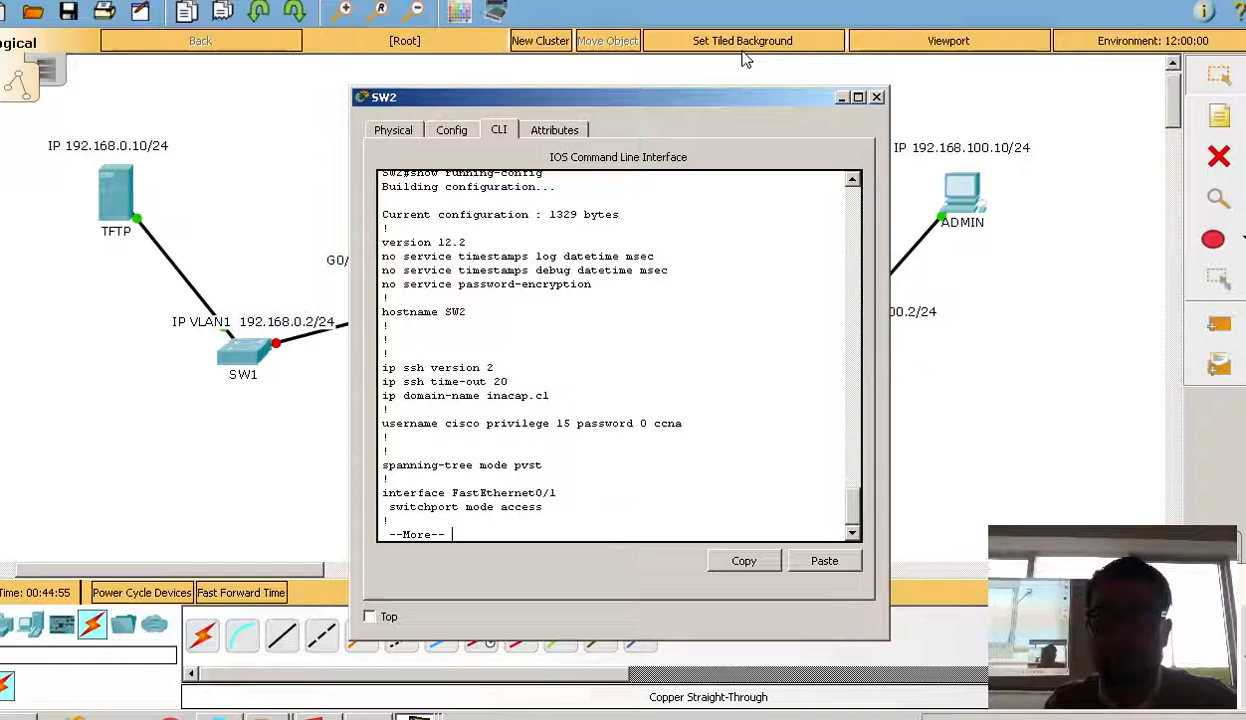 ogical
Back
[Root]
New Cluster
Move Object
Set Tiled Background
Viewport
Environment: 12:00:00
SW2
Physical
Config
CLI
Attributes
IOS Command Line Interface
SW2#show running-config
Building configuration...
Current configuration : 1329 bytes
!
version 12.2
no service timestamps log datetime msec
no service timestamps debug datetime msec
no service password-encryption
!
hostname SW2
!
!
!
ip ssh version 2
ip ssh time-out 20
ip domain-name inacap.cl
!
username cisco privilege 15 password 0 ccna
!
!
spanning-tree mode pvst
!
interface FastEthernet0/1
switchport mode access
!
--More--
Copy
Paste
Top
IP 192.168.0.10/24
TFTP
G0/
IP VLAN1 192.168.0.2/24
SW1
IP 192.168.100.10/24
ADMIN
00.2/24
Time: 00:44:55
Power Cycle Devices
Fast Forward Time
Copper Straight-Through